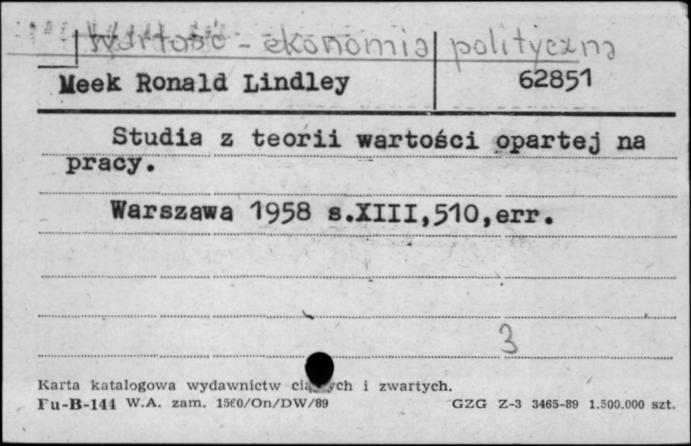 Wartość - ekonomia polityczna
Meek Ronald Lindley 62851
Studia z teorii wartości opartej na
pracy.
Warszawa 1958 s.XIII,510,err.
3
Karta katalogowa wydawnictw i zwartych.
Fu-B-144 W.A. zam. 1560/On/DW/89 GZG Z-3 3465-89 1.500.000 szt.